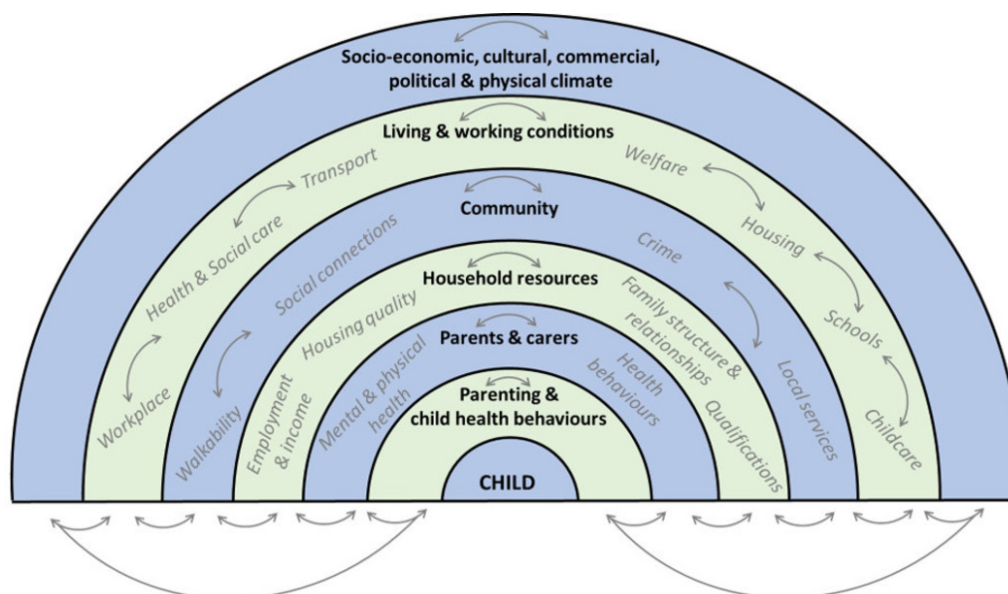 Socio-economic, cultural, commercial,
political & physical climate
Living & working conditions
Transport
Welfare
Health & Social care
Housing
Workplace
Schools
Childcare
Community
Social connections
Crime
Walkability
Local services
Household resources
Housing quality
Family structure &
relationships
Employment
& income
Qualifications
Parents & carers
Mental & physical
health
Health
behaviours
Parenting &
child health behaviours
CHILD